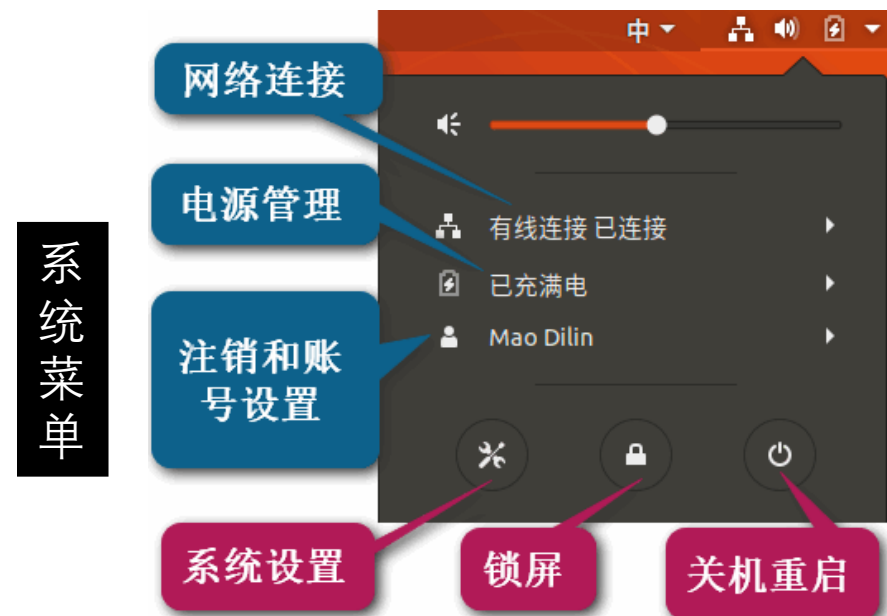 中
网络连接
电源管理
有线连接 已连接
已充满电
系统菜单
注销和账
号设置
Mao Dilin
系统设置
锁屏
关机重启